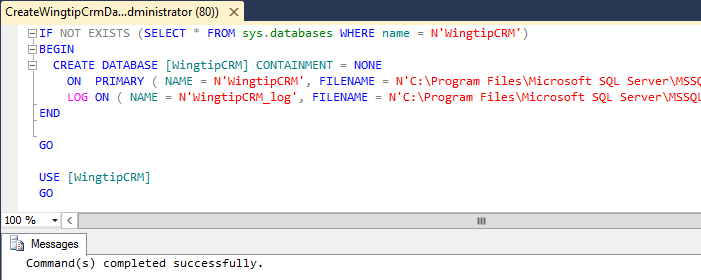 CreateWingtipCrmDa...dministrator (80))
IF NOT EXISTS (SELECT * FROM sys.databases WHERE name = N'WingtipCRM')
BEGIN
CREATE DATABASE [WingtipCRM] CONTAINMENT = NONE
ON PRIMARY ( NAME = N'WingtipCRM', FILENAME = N'C:\Program Files\Microsoft SQL Server\MSSQL
LOG ON ( NAME = N'WingtipCRM_log', FILENAME = N'C:\Program Files\Microsoft SQL Server\MSSQL
END
GO
USE [WingtipCRM]
GO
100 %
Messages
Command(s) completed successfully.